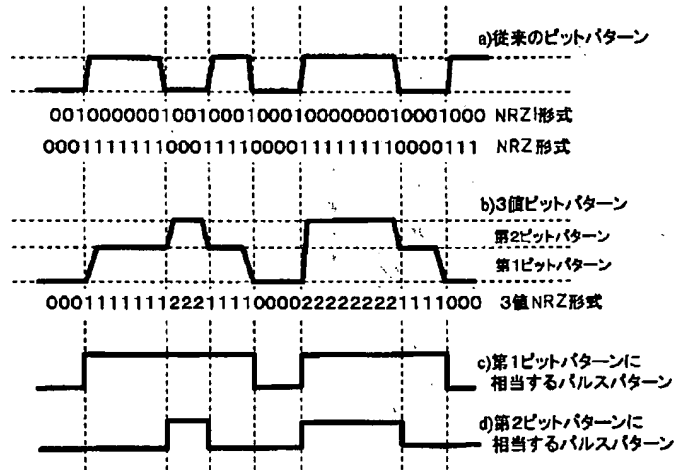 a)従来のピットパターン
0010000001001000100010000000010001000 NRZI形式
0001111111000111100001111111110000111 NRZ形式
b)3値ピットパターン
第2ピットパターン
第1ピットパターン
0001111111222111100002222222221111000 3値NRZ形式
c)第1ピットパターンに
相当するパルスパターン
d)第2ピットパターンに
相当するパルスパターン